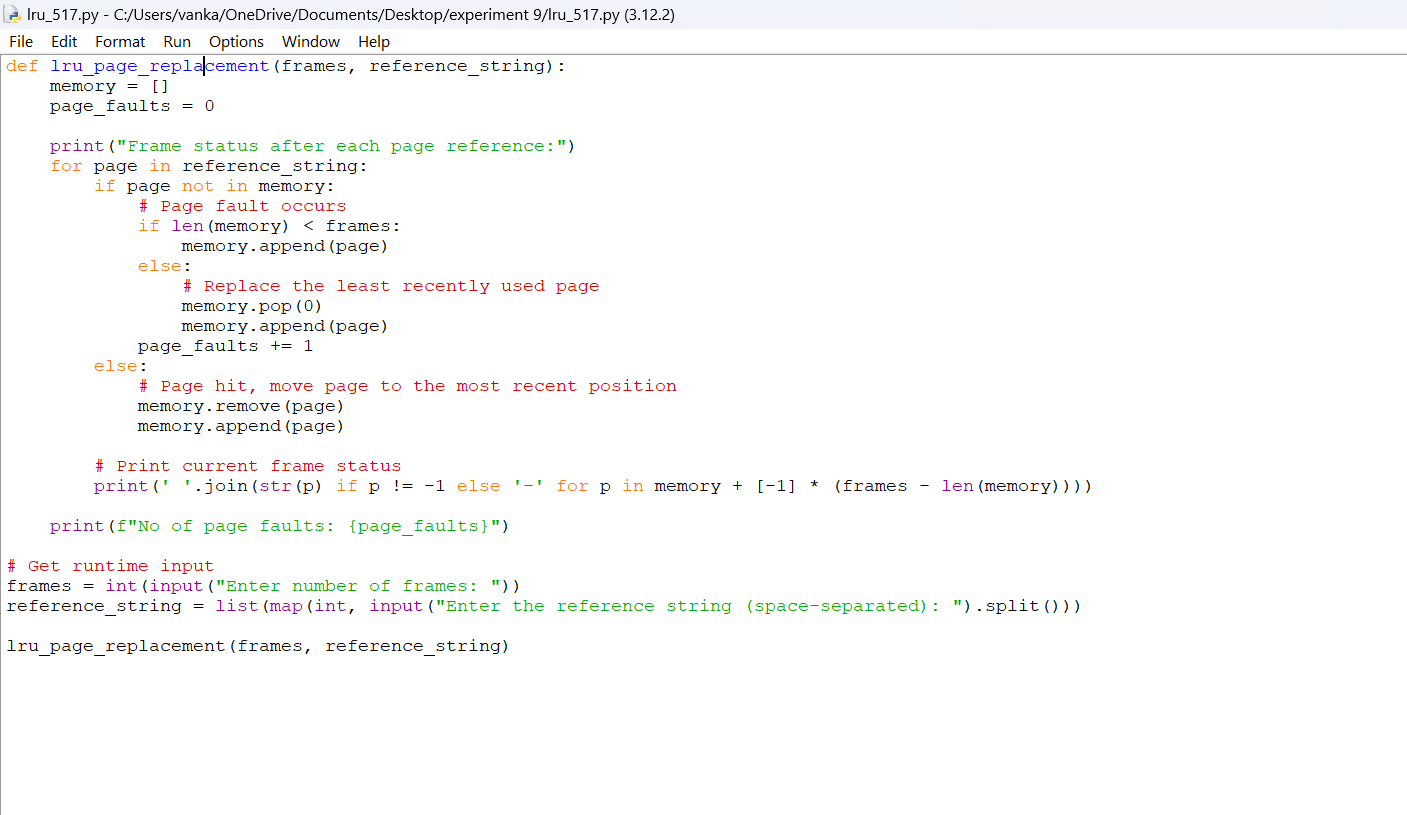 lru_517.py - C:/Users/vanka/OneDrive/Documents/Desktop/experiment 9/lru_517.py (3.12.2)
File Edit Format Run Options Window Help
def lru_page_replacement(frames, reference_string):
    memory = []
    page_faults = 0

    print("Frame status after each page reference:")
    for page in reference_string:
        if page not in memory:
            # Page fault occurs
            if len(memory) < frames:
                memory.append(page)
            else:
                # Replace the least recently used page
                memory.pop(0)
                memory.append(page)
            page_faults += 1
        else:
            # Page hit, move page to the most recent position
            memory.remove(page)
            memory.append(page)

        # Print current frame status
        print(' '.join(str(p) if p != -1 else '-' for p in memory + [-1] * (frames - len(memory))))

    print(f"No of page faults: {page_faults}")

# Get runtime input
frames = int(input("Enter number of frames: "))
reference_string = list(map(int, input("Enter the reference string (space-separated): ").split()))

lru_page_replacement(frames, reference_string)